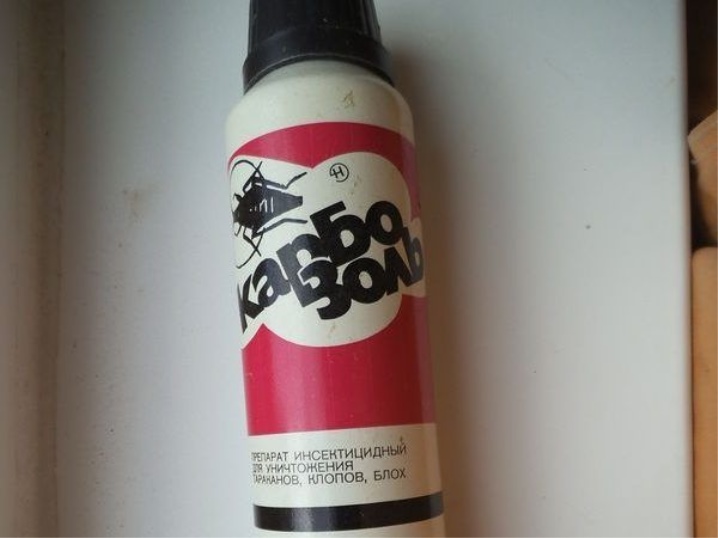 Н
Карбо
золь
ПРЕПАРАТ ИНСЕКТИЦИДНЫЙ
ДЛЯ УНИЧТОЖЕНИЯ
ТАРАКАНОВ, КЛОПОВ, БЛОХ